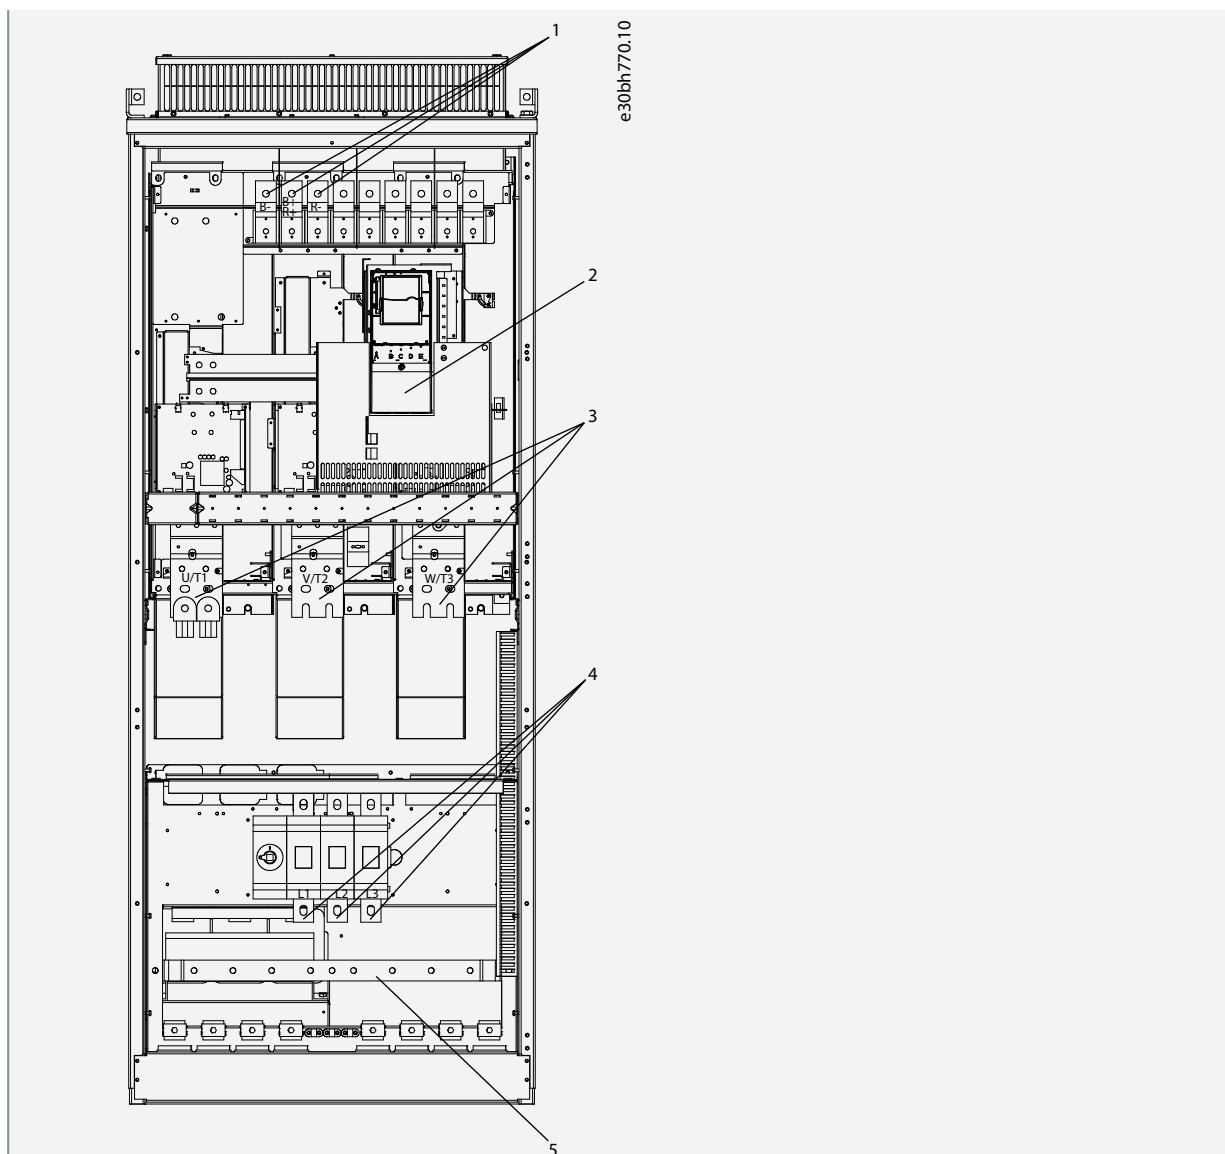 1
e30bh770.10
B-
B+
R+
R-
2
A B C D E
3
U/T1
V/T2
W/T3
4
L1
L2
L3
5